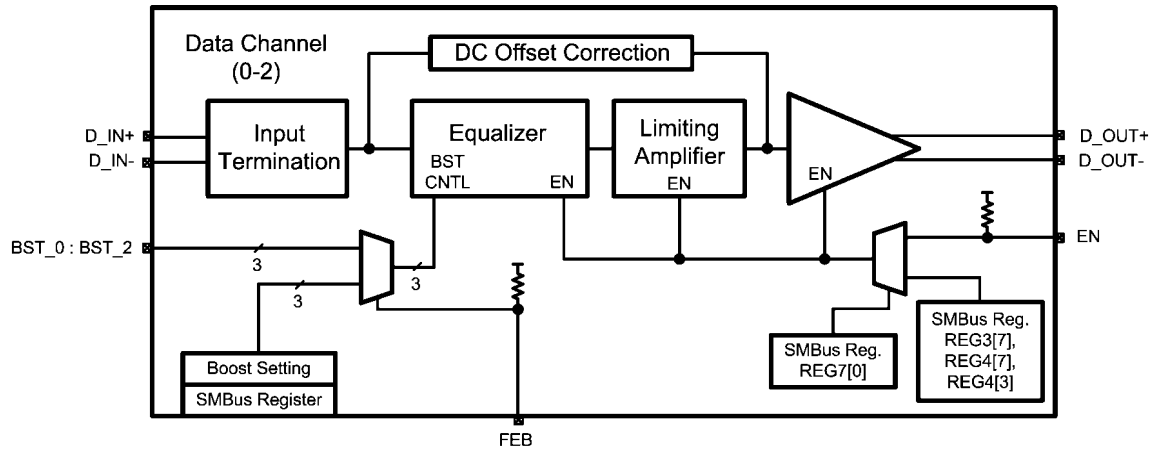 Data Channel
(0-2)
DC Offset Correction
D_IN+
D_IN-
Input
Termination
Equalizer
BST
CNTL
EN
Limiting
Amplifier
EN
EN
D_OUT+
D_OUT-
BST_0 : BST_2
3
3
3
EN
Boost Setting
SMBus Register
FEB
SMBus Reg.
REG7[0]
SMBus Reg.
REG3[7],
REG4[7],
REG4[3]